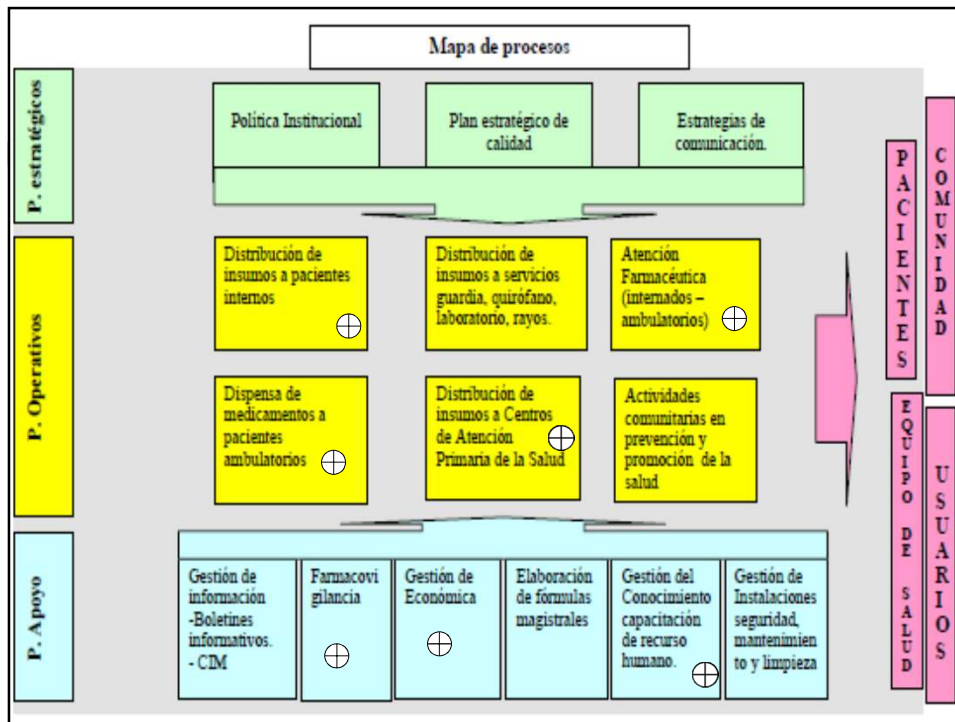 Mapa de procesos
P. estratégicos
Política Institucional
Plan estratégico de
calidad
Estrategias de
comunicación.
P. Operativos
Distribución de
insumos a pacientes
internos
Distribución de
insumos a servicios
guardia, quirófano,
laboratorio, rayos.
Atención
Farmacéutica
(internados –
ambulatorios)
Dispensa de
medicamentos a
pacientes
ambulatorios
Distribución de
insumos a Centros
de Atención
Primaria de la Salud
Actividades
comunitarias en
prevención y
promoción de la
salud
P. Apoyo
Gestión de
información
-Boletines
informativos.
- CIM
Farmacovi
gilancia
Gestión de
Económica
Elaboración
de fórmulas
magistrales
Gestión del
Conocimiento
capacitación
de recurso
humano.
Gestión de
Instalaciones
seguridad,
mantenimien
to y limpieza
PACIENTES
COMUNIDAD
EQUIPO DE SALUD
USUARIOS